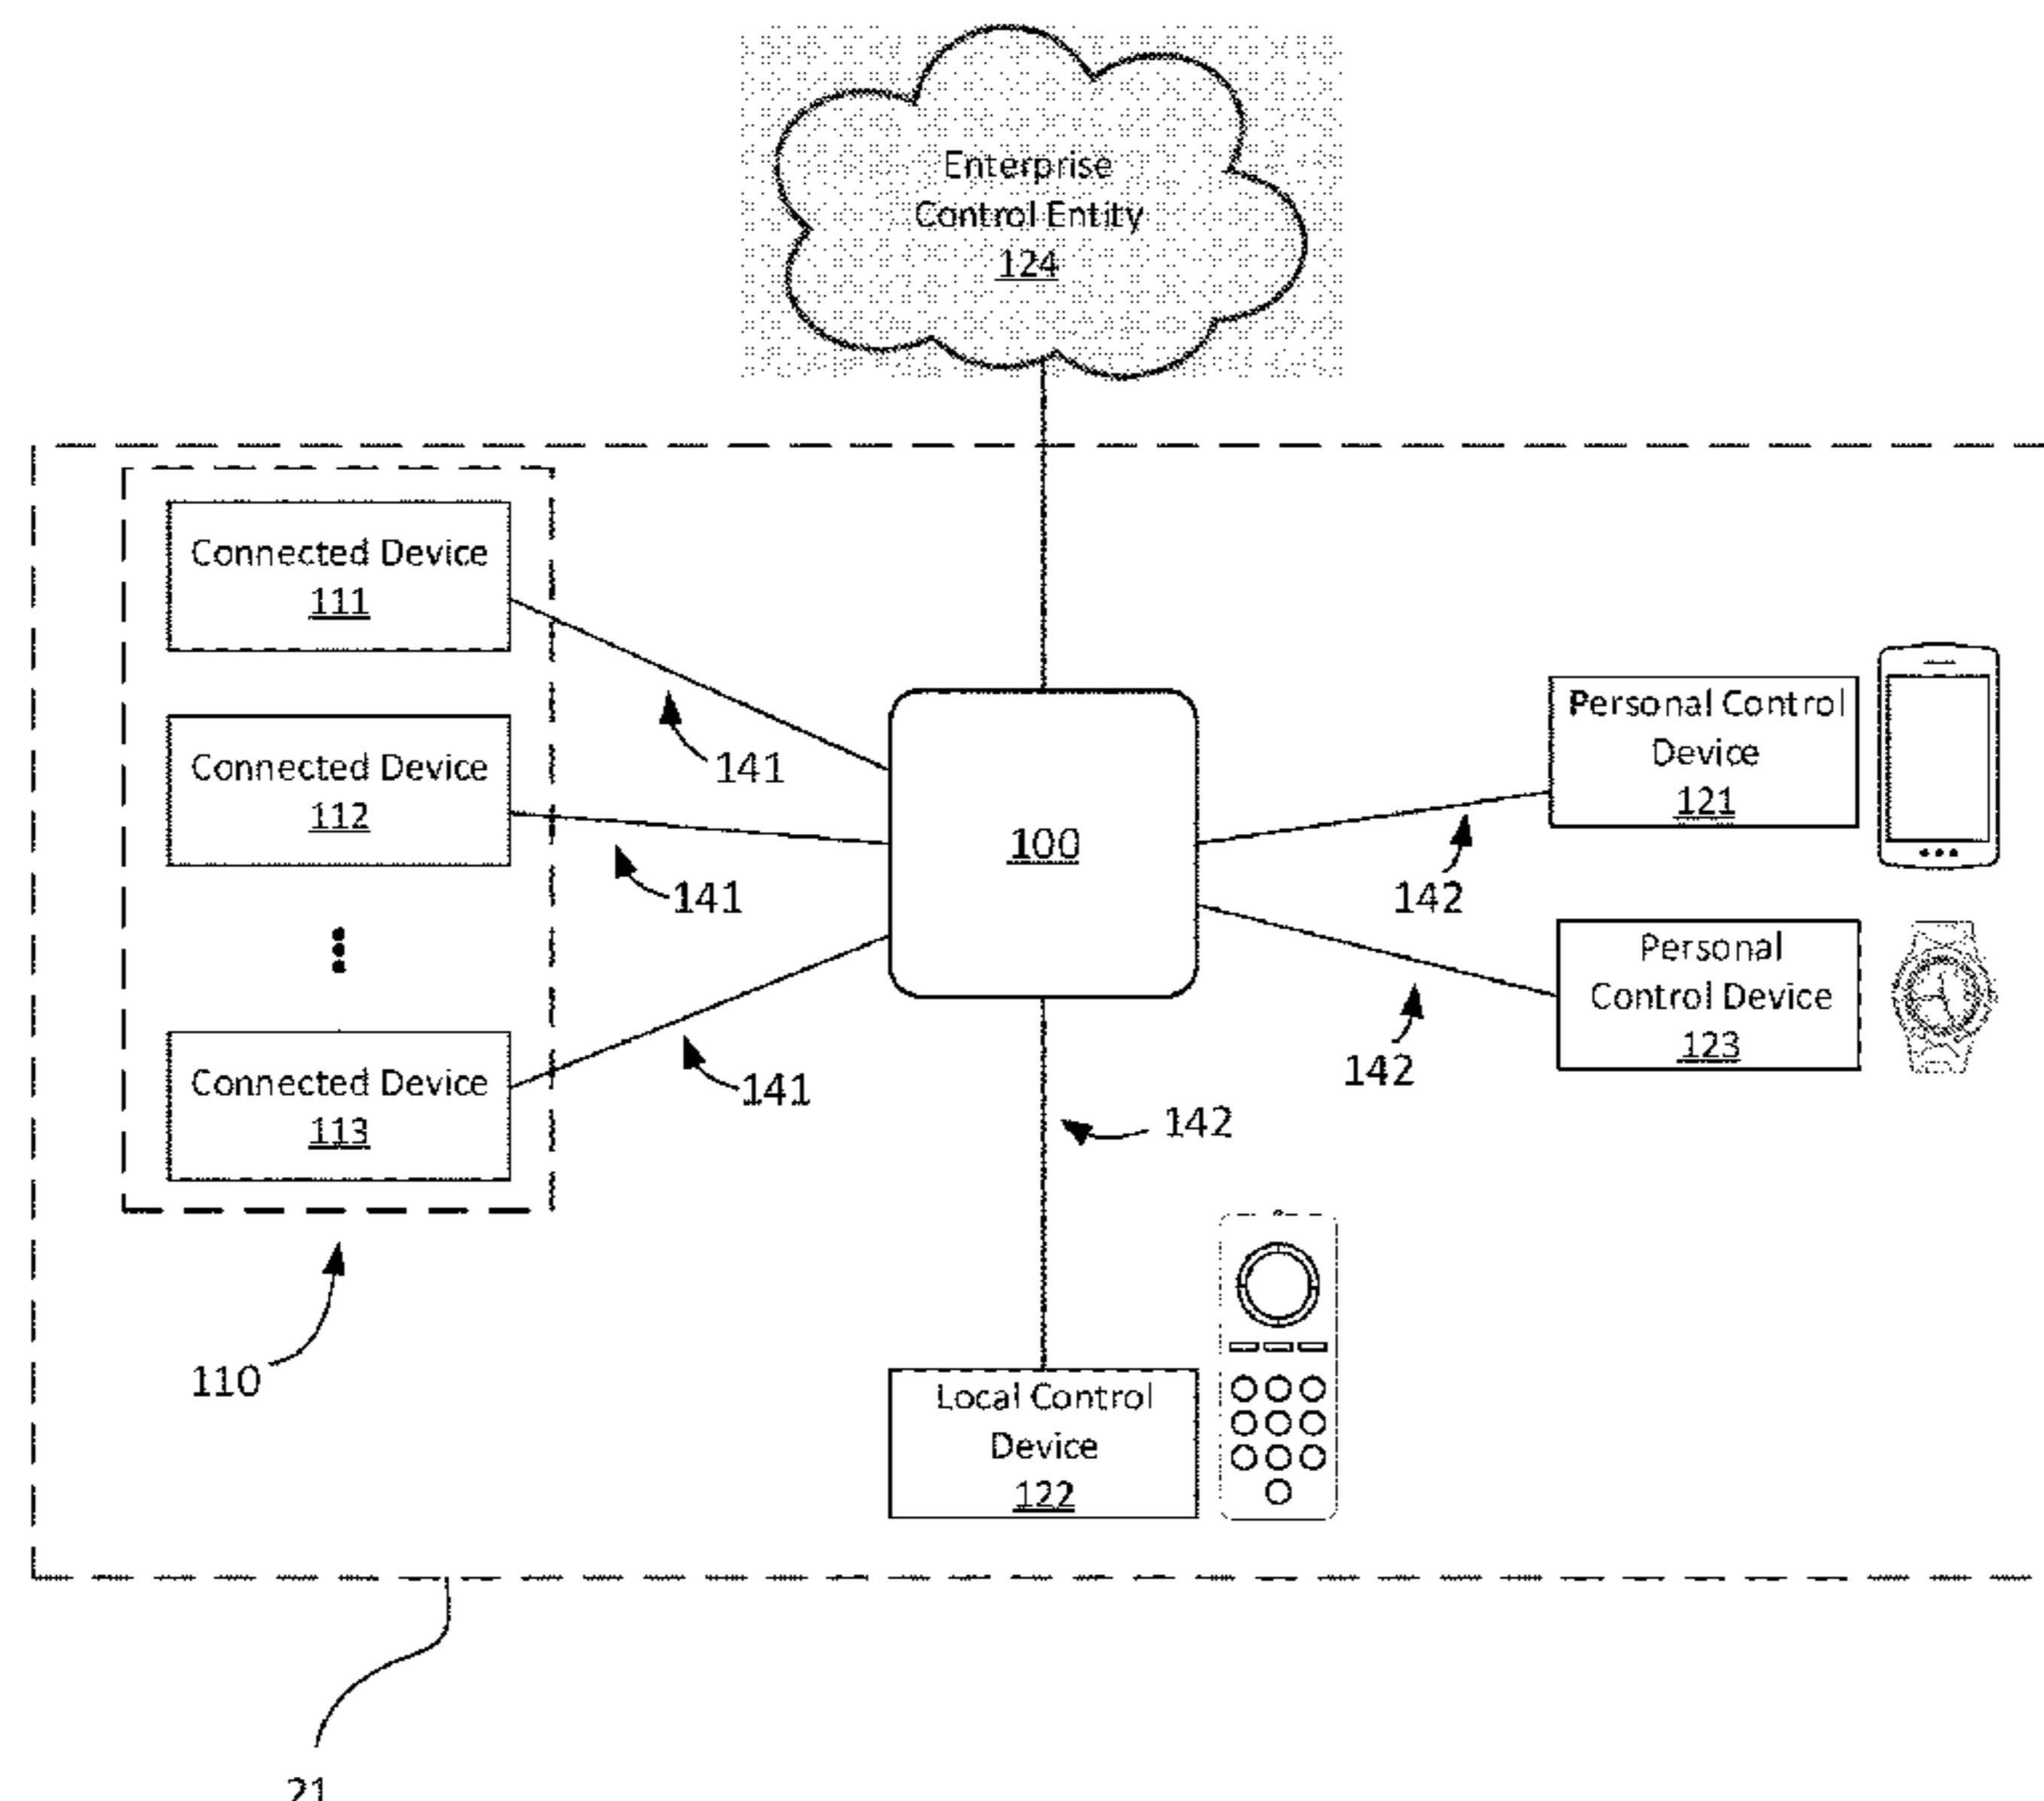 Enterprise
Control Entity
124
Connected Device
111
141
Connected Device
112
141
Connected Device
113
141
110
100
Personal Control
Device
121
142
Personal
Control Device
123
142
142
Local Control
Device
122
21